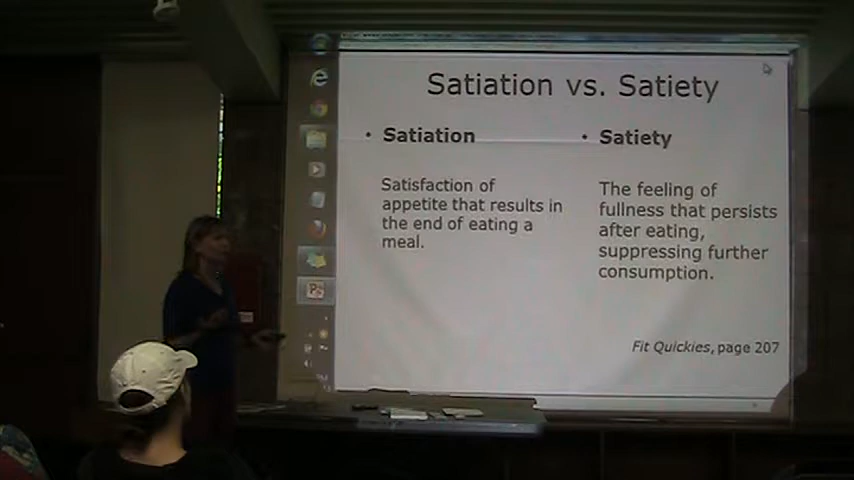 Satiation vs. Satiety
• Satiation
Satisfaction of
appetite that results in
the end of eating a
meal.
• Satiety
The feeling of
fullness that persists
after eating,
suppressing further
consumption.
Fit Quickies, page 207